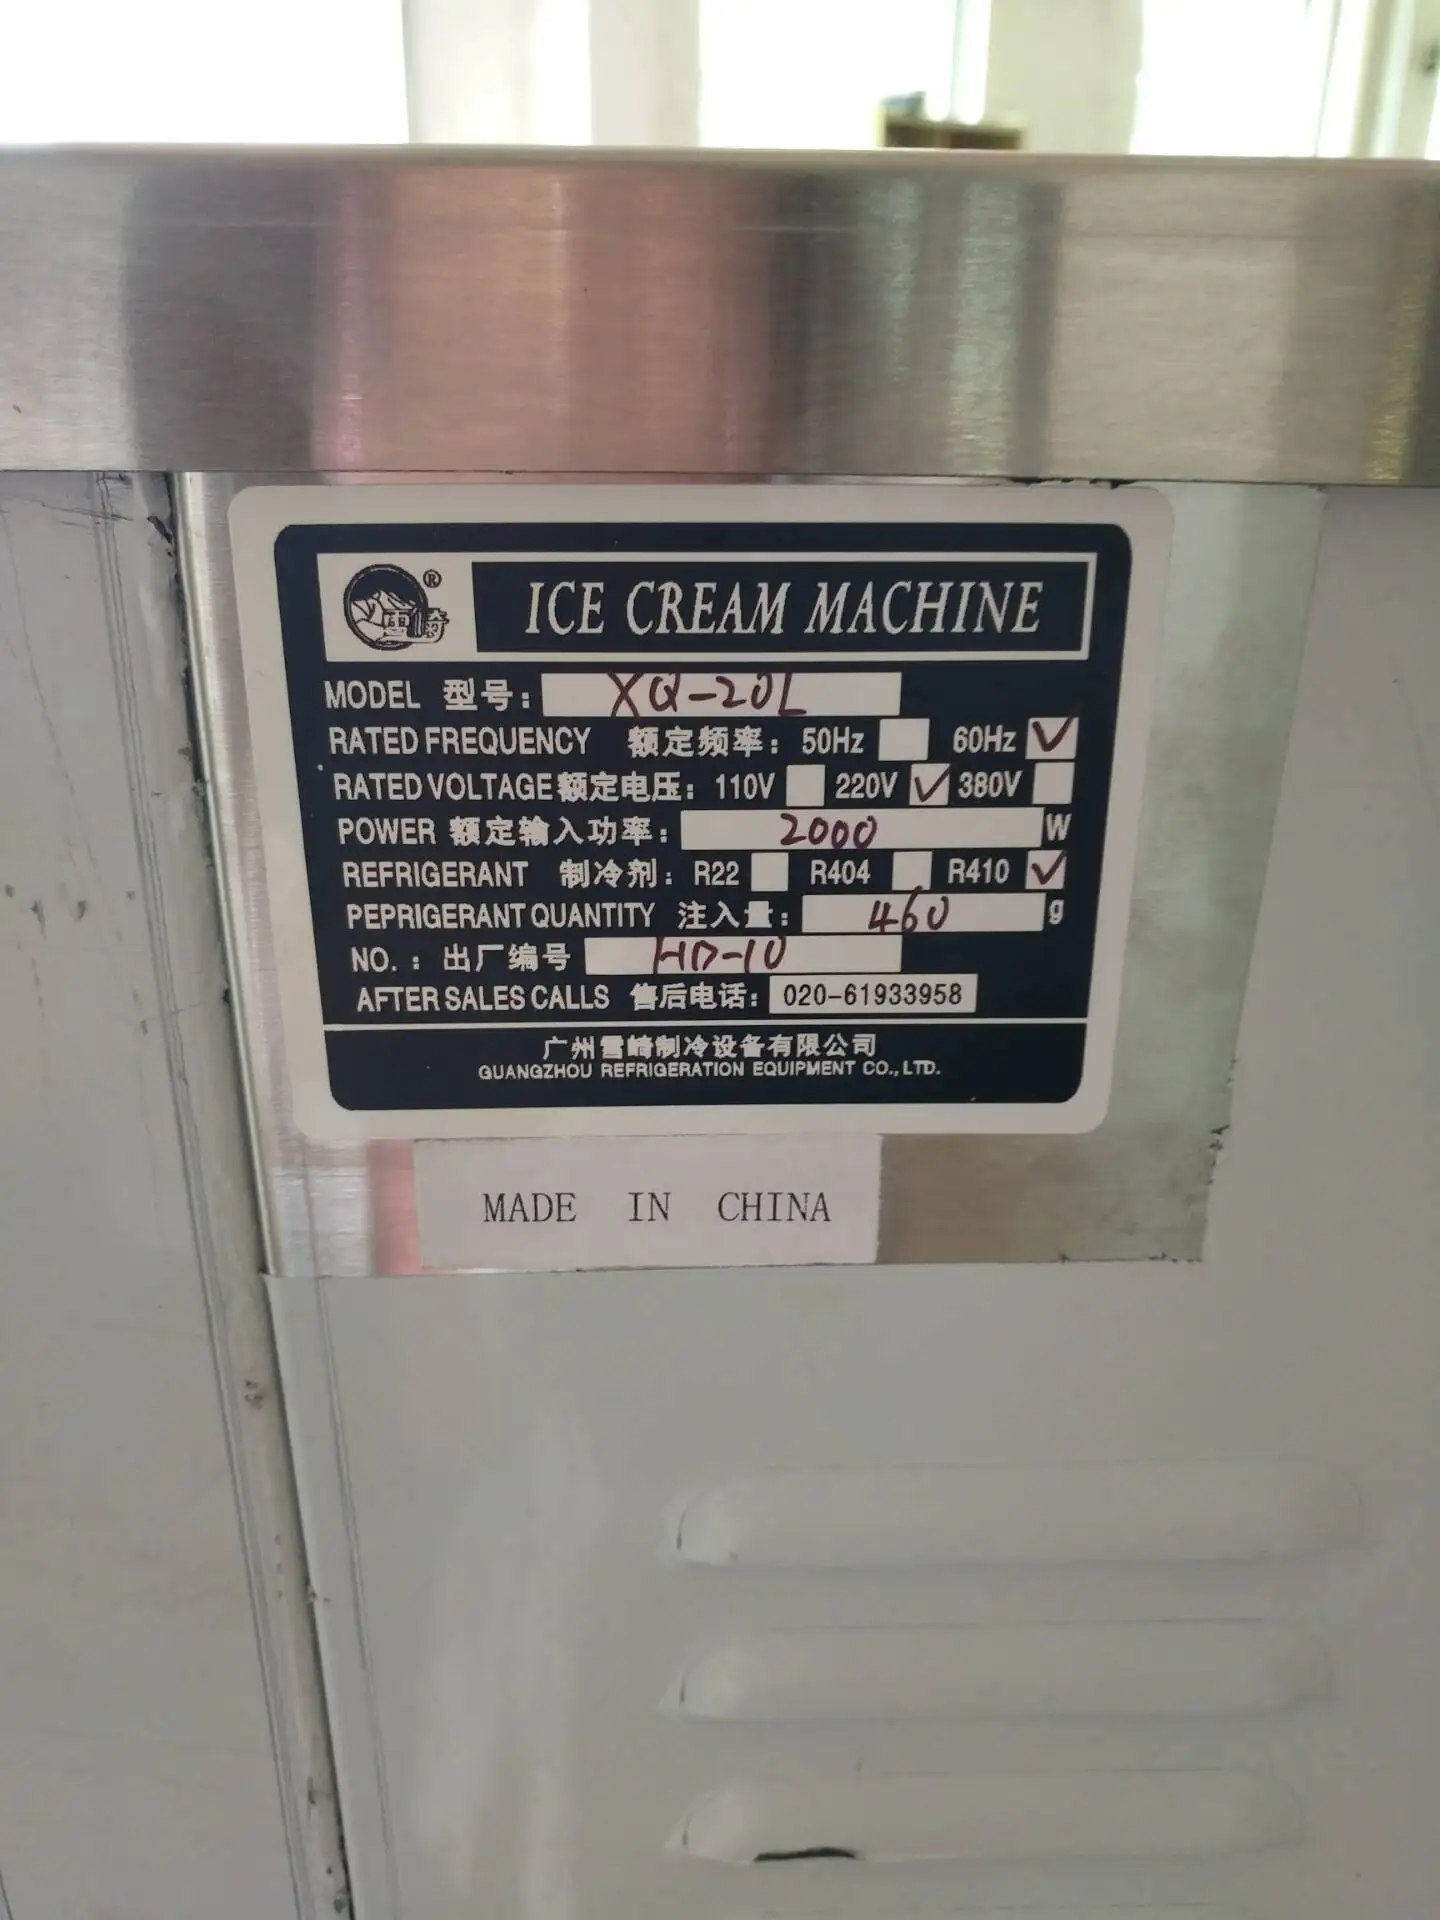 雪崎 ®
ICE CREAM MACHINE
MODEL 型号: XQ-20L
RATED FREQUENCY 额定频率: 50Hz 60Hz ✓
RATED VOLTAGE 额定电压: 110V 220V ✓ 380V
POWER 额定输入功率: 2000 W
REFRIGERANT 制冷剂: R22 R404 R410 ✓
PEPRIGERANT QUANTITY 注入量: 460 g
NO.: 出厂编号 HD-10
AFTER SALES CALLS 售后电话: 020-61933958
广州雪崎制冷设备有限公司
GUANGZHOU REFRIGERATION EQUIPMENT CO., LTD.
MADE IN CHINA